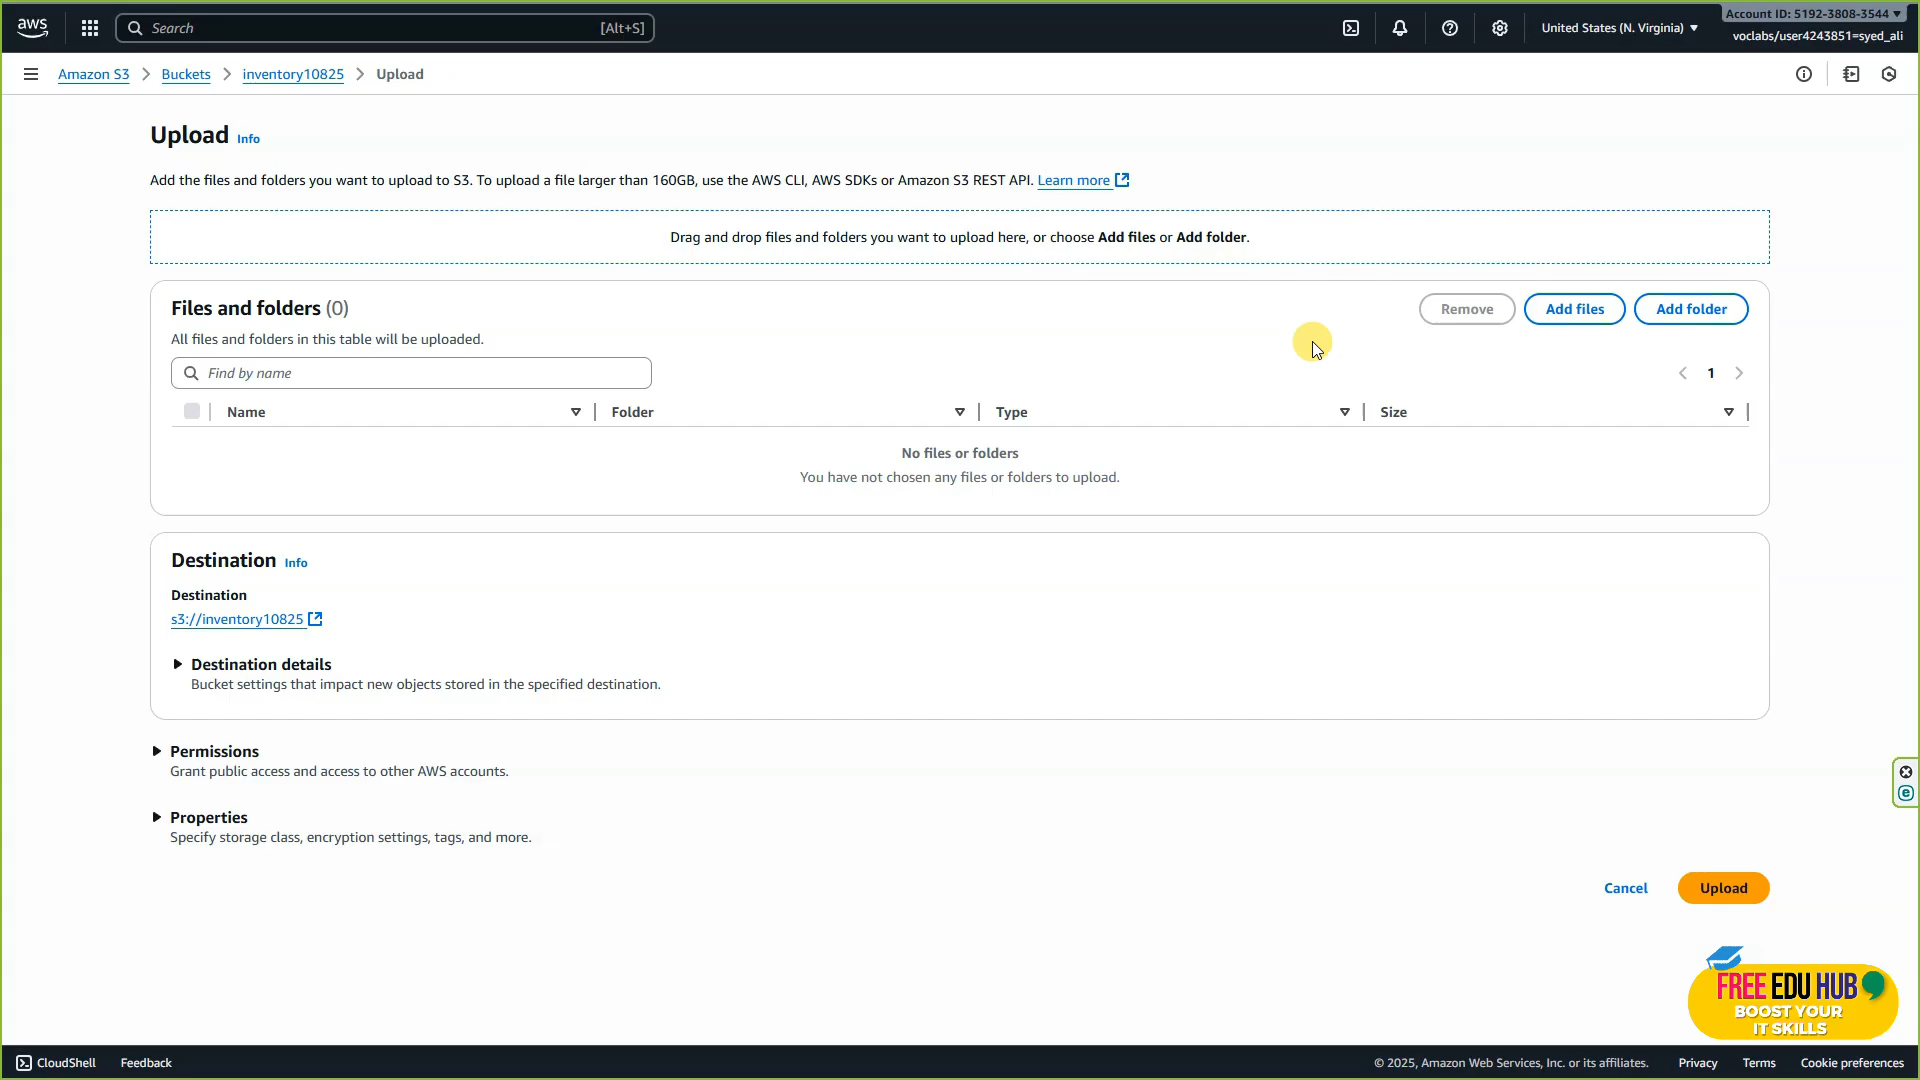 aws
Search [Alt+S]
United States (N. Virginia)
Account ID: 5192-3808-3544
voclabs/user4243851=syed_ali
Amazon S3 > Buckets > inventory10825 > Upload
Upload Info
Add the files and folders you want to upload to S3. To upload a file larger than 160GB, use the AWS CLI, AWS SDKs or Amazon S3 REST API. Learn more
Drag and drop files and folders you want to upload here, or choose Add files or Add folder.
Files and folders (0)
Remove
Add files
Add folder
All files and folders in this table will be uploaded.
Find by name
1
Name
Folder
Type
Size
No files or folders
You have not chosen any files or folders to upload.
Destination Info
Destination
s3://inventory10825
Destination details
Bucket settings that impact new objects stored in the specified destination.
Permissions
Grant public access and access to other AWS accounts.
Properties
Specify storage class, encryption settings, tags, and more.
Cancel
Upload
FREE EDU HUB
BOOST YOUR
IT SKILLS
CloudShell
Feedback
© 2025, Amazon Web Services, Inc. or its affiliates.
Privacy
Terms
Cookie preferences